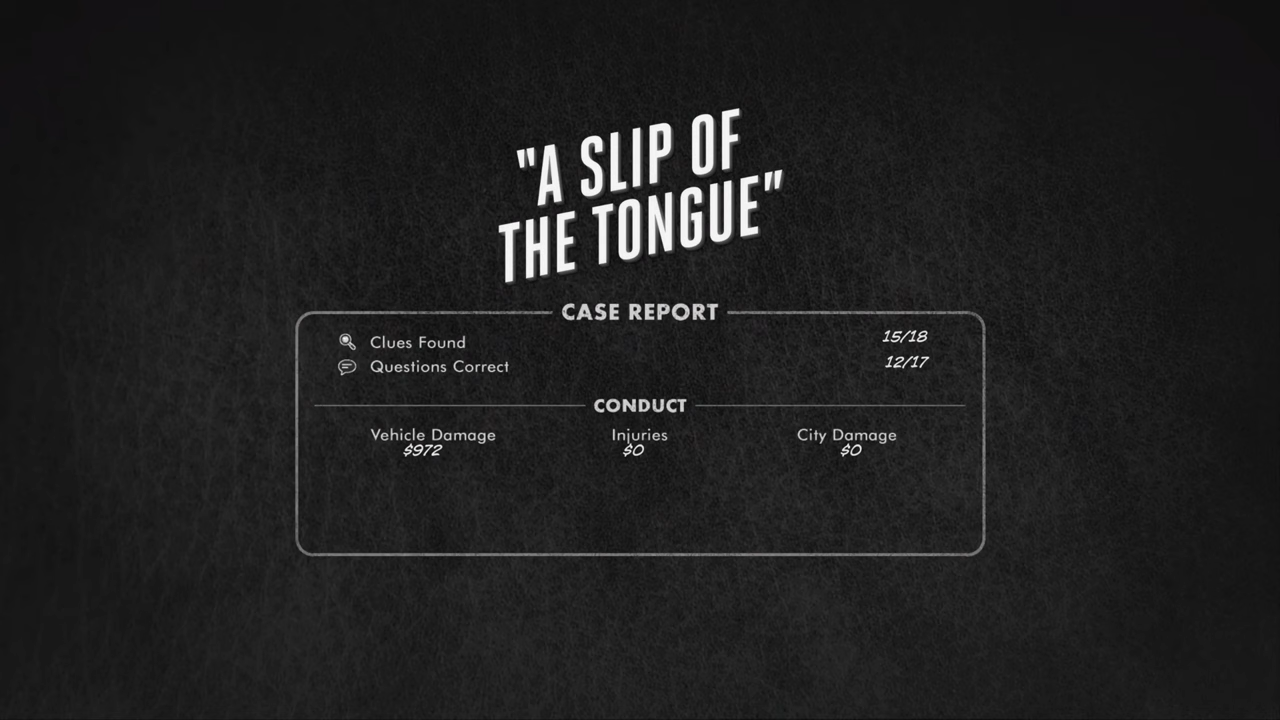 "A SLIP OF
THE TONGUE"
CASE REPORT
Clues Found 15/18
Questions Correct 12/17
CONDUCT
Vehicle Damage Injuries City Damage
$972 $0 $0